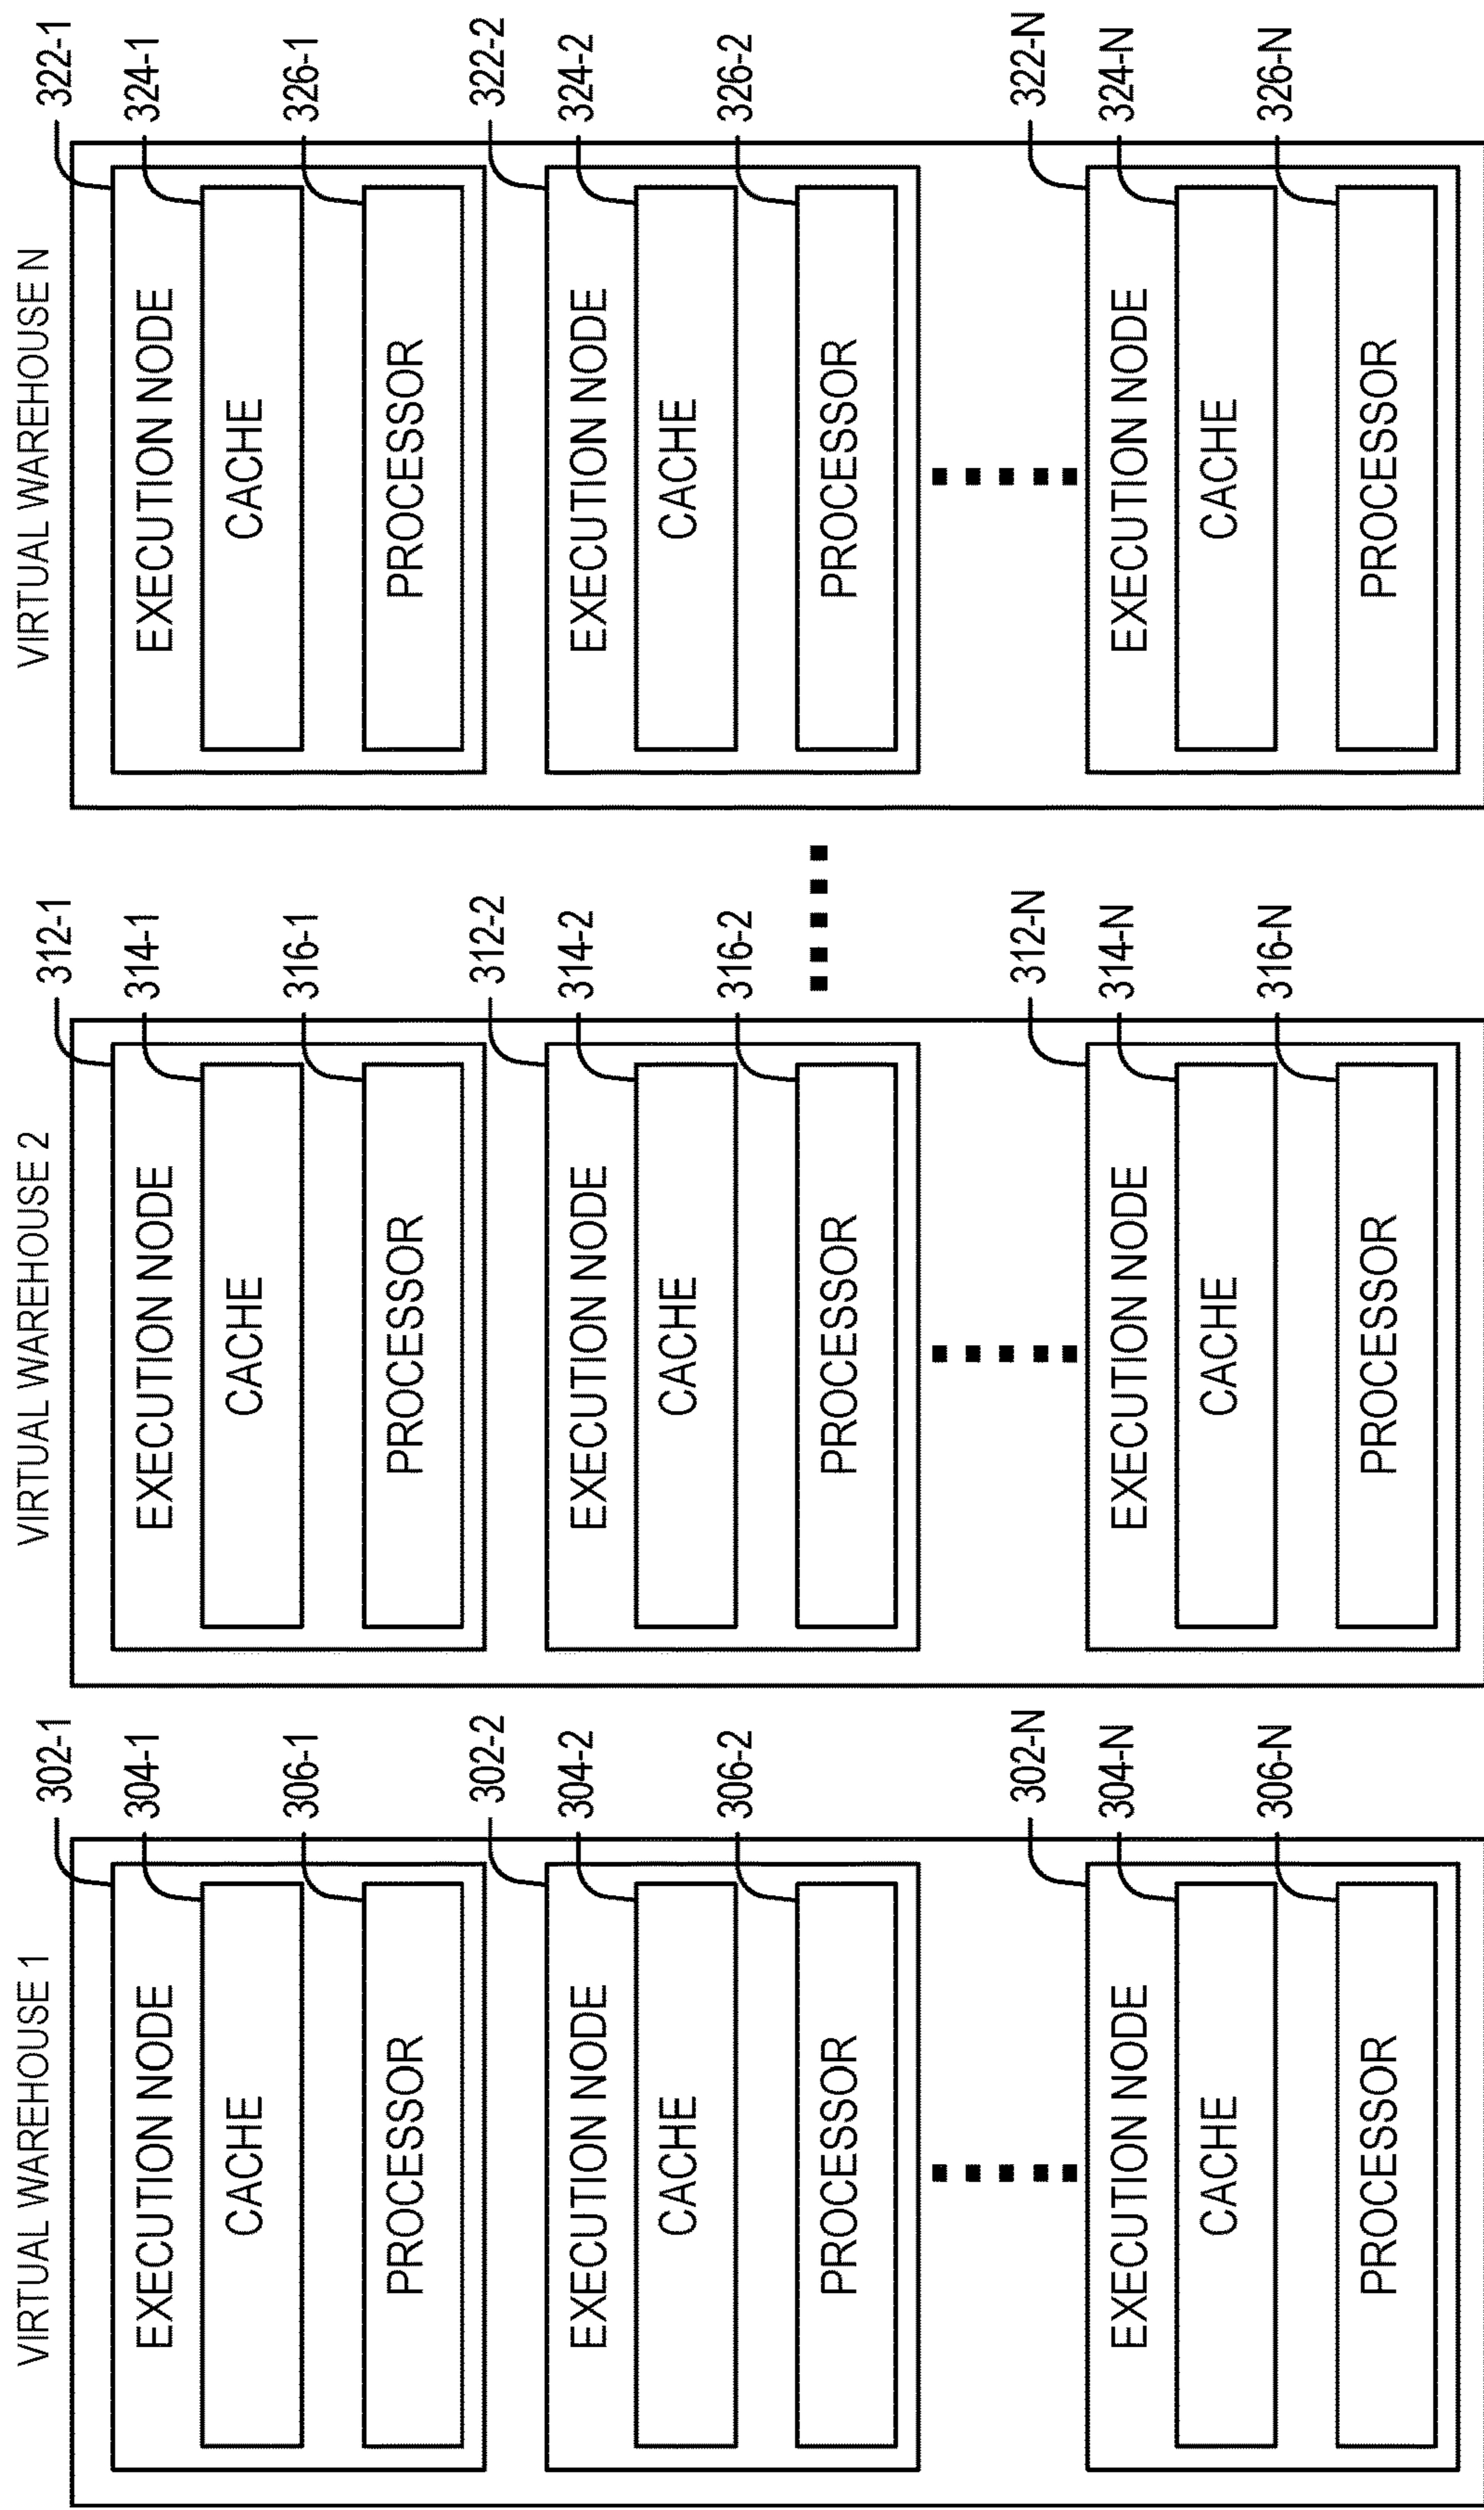 VIRTUAL WAREHOUSE 1
302-1
EXECUTION NODE
304-1
CACHE
306-1
PROCESSOR
302-2
EXECUTION NODE
304-2
CACHE
306-2
PROCESSOR
302-N
EXECUTION NODE
304-N
CACHE
306-N
PROCESSOR
VIRTUAL WAREHOUSE 2
312-1
EXECUTION NODE
314-1
CACHE
316-1
PROCESSOR
312-2
EXECUTION NODE
314-2
CACHE
316-2
PROCESSOR
312-N
EXECUTION NODE
314-N
CACHE
316-N
PROCESSOR
VIRTUAL WAREHOUSE N
322-1
EXECUTION NODE
324-1
CACHE
326-1
PROCESSOR
322-2
EXECUTION NODE
324-2
CACHE
326-2
PROCESSOR
322-N
EXECUTION NODE
324-N
CACHE
326-N
PROCESSOR